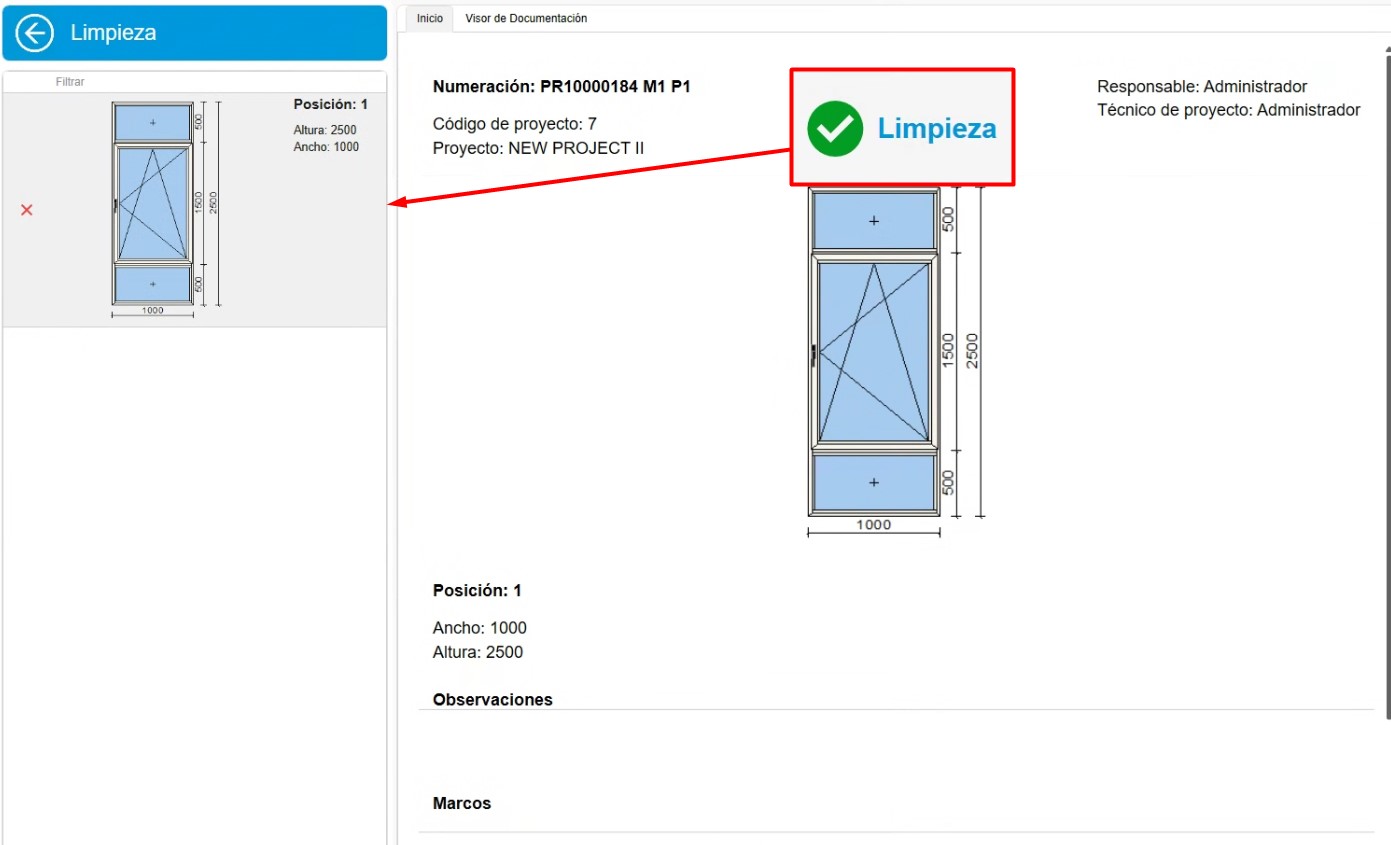 Limpieza
Filtrar
Posición: 1
Altura: 2500
Ancho: 1000
500
1500
2500
500
1000
Inicio
Visor de Documentación
Numeración: PR10000184 M1 P1
Código de proyecto: 7
Proyecto: NEW PROJECT II
Limpieza
Responsable: Administrador
Técnico de proyecto: Administrador
500
1500
2500
500
1000
Posición: 1
Ancho: 1000
Altura: 2500
Observaciones
Marcos